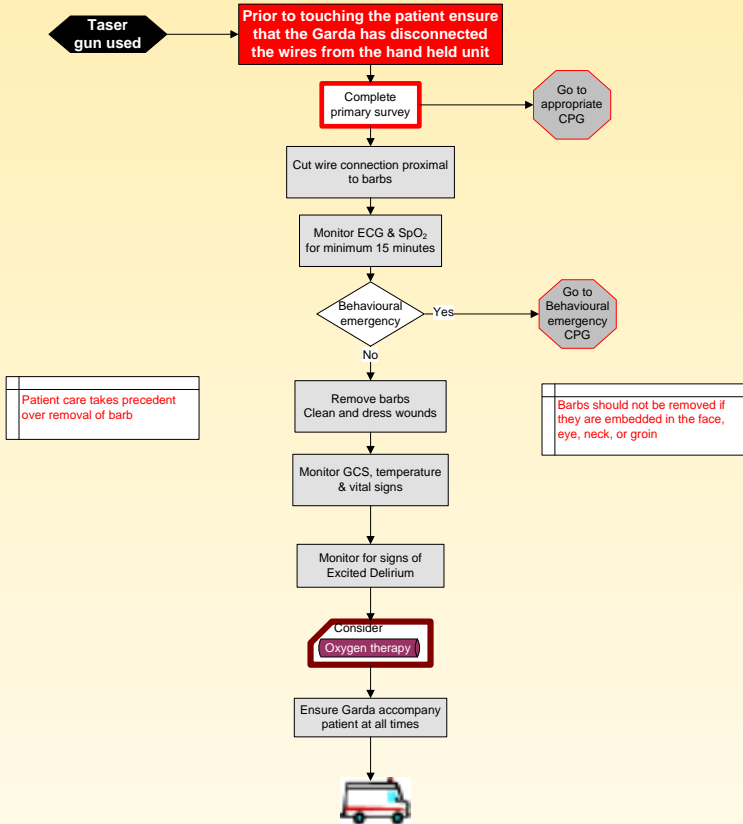 Taser
gun used
Prior to touching the patient ensure
that the Garda has disconnected
the wires from the hand held unit
Complete
primary survey
Go to
appropriate
CPG
Cut wire connection proximal
to barbs
Monitor ECG & SpO₂
for minimum 15 minutes
Behavioural
emergency
Yes
Go to
Behavioural
emergency
CPG
No
Patient care takes precedent
over removal of barb
Remove barbs
Clean and dress wounds
Barbs should not be removed if
they are embedded in the face,
eye, neck, or groin
Monitor GCS, temperature
& vital signs
Monitor for signs of
Excited Delirium
Consider
Oxygen therapy
Ensure Garda accompany
patient at all times